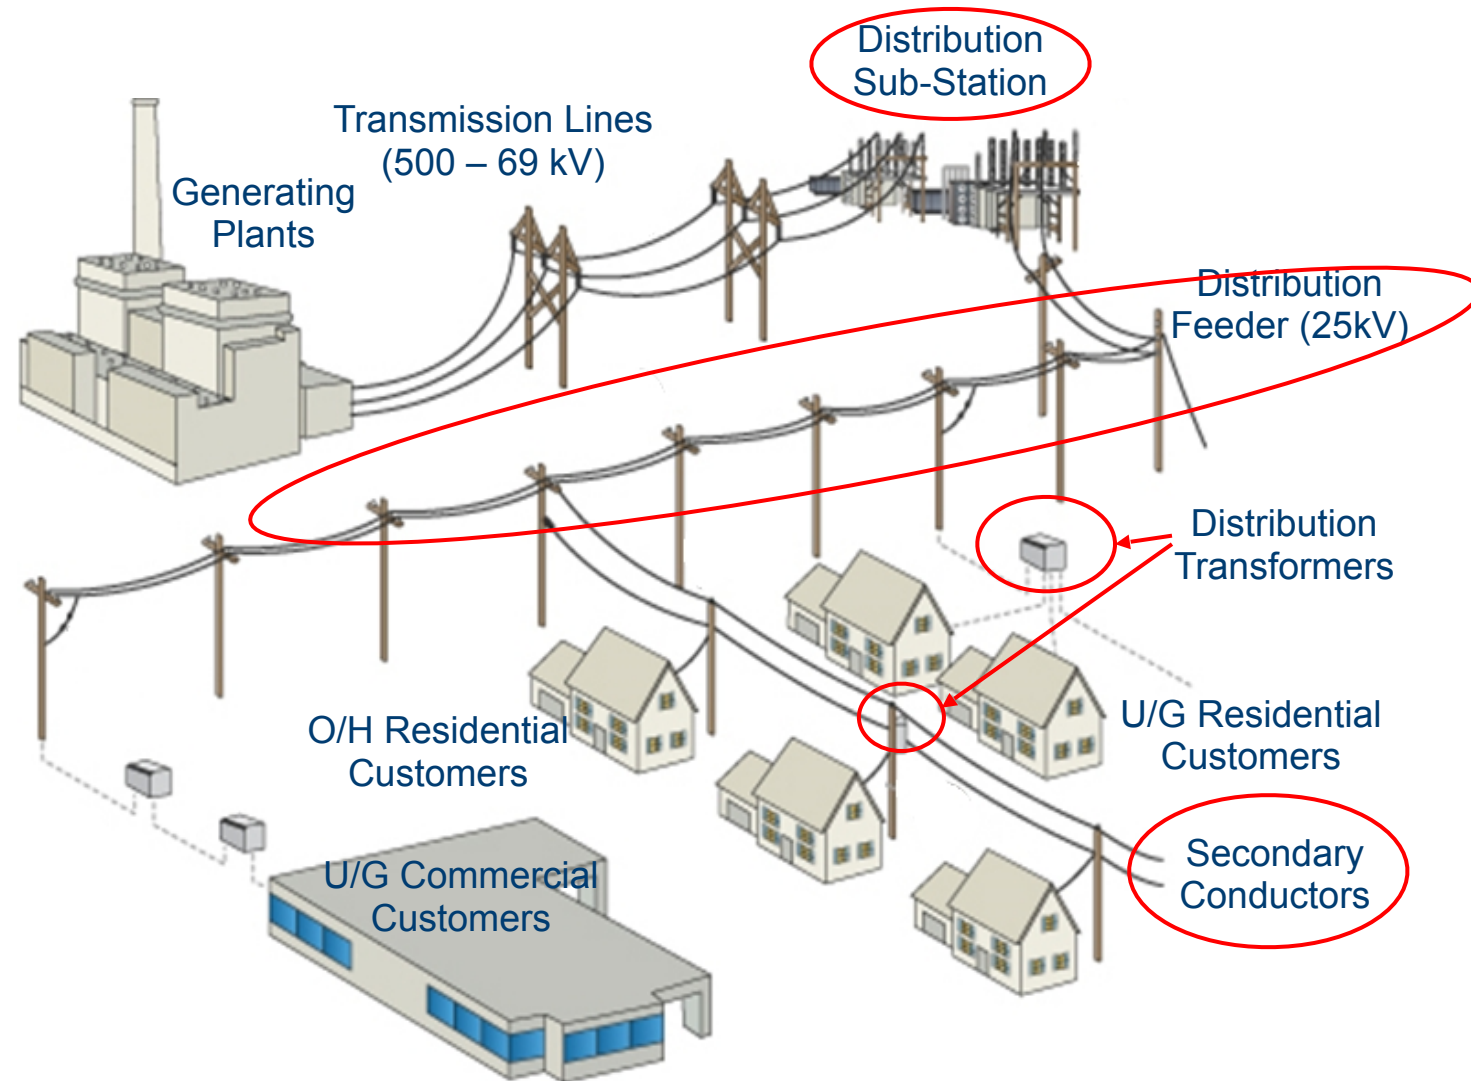 Distribution
Sub-Station
Transmission Lines
(500 – 69 kV)
Generating
Plants
Distribution
Feeder (25kV)
Distribution
Transformers
O/H Residential
Customers
U/G Residential
Customers
U/G Commercial
Customers
Secondary
Conductors